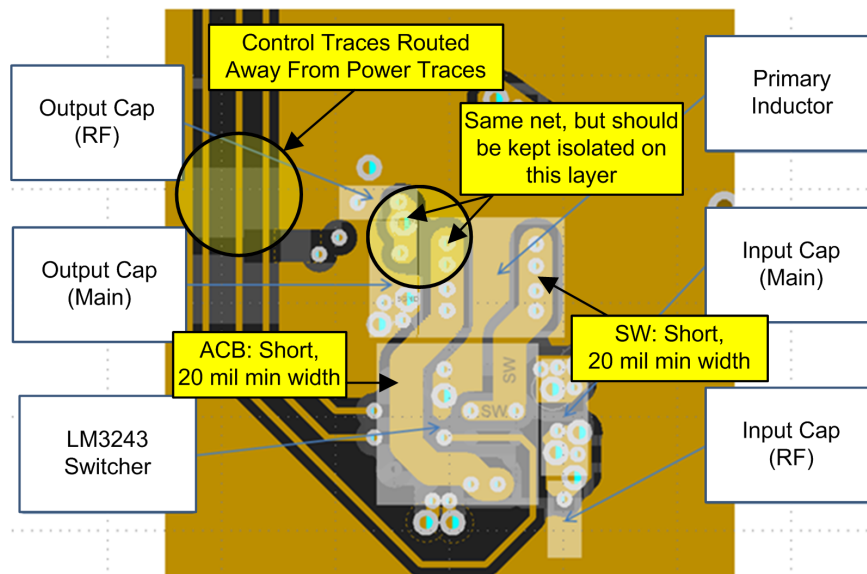 Control Traces Routed
Away From Power Traces
Output Cap
(RF)
Primary
Inductor
Same net, but should
be kept isolated on
this layer
Output Cap
(Main)
Input Cap
(Main)
ACB: Short,
20 mil min width
SW: Short,
20 mil min width
SW
SW
LM3243
Switcher
Input Cap
(RF)